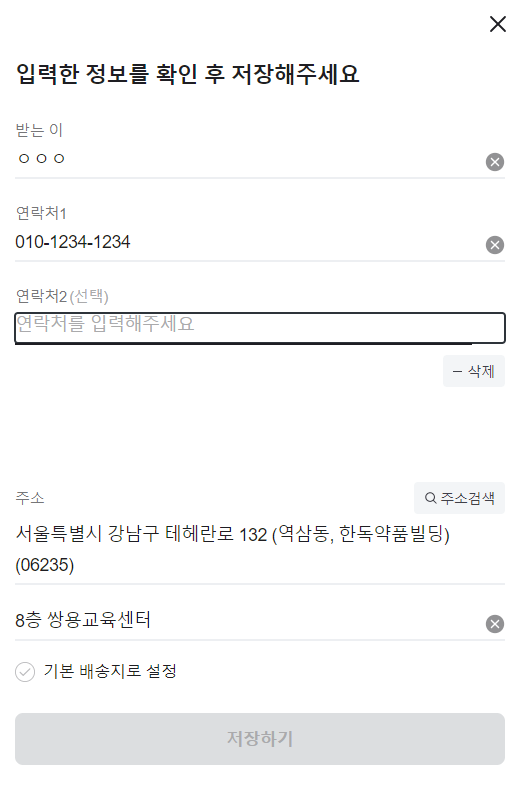 입력한 정보를 확인 후 저장해주세요
받는 이
ㅇㅇㅇ
연락처1
010-1234-1234
연락처2 (선택)
연락처를 입력해주세요
− 삭제
주소
주소검색
서울특별시 강남구 테헤란로 132 (역삼동, 한독약품빌딩)
(06235)
8층 쌍용교육센터
기본 배송지로 설정
저장하기